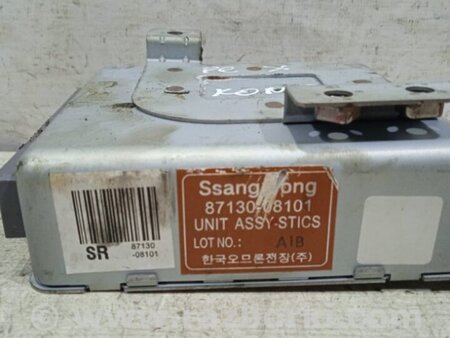 SsangYong
87130-08101
UNIT ASSY-STICS
LOT NO.: A1B
한국오므론전장(주)
SR 87130
-08101